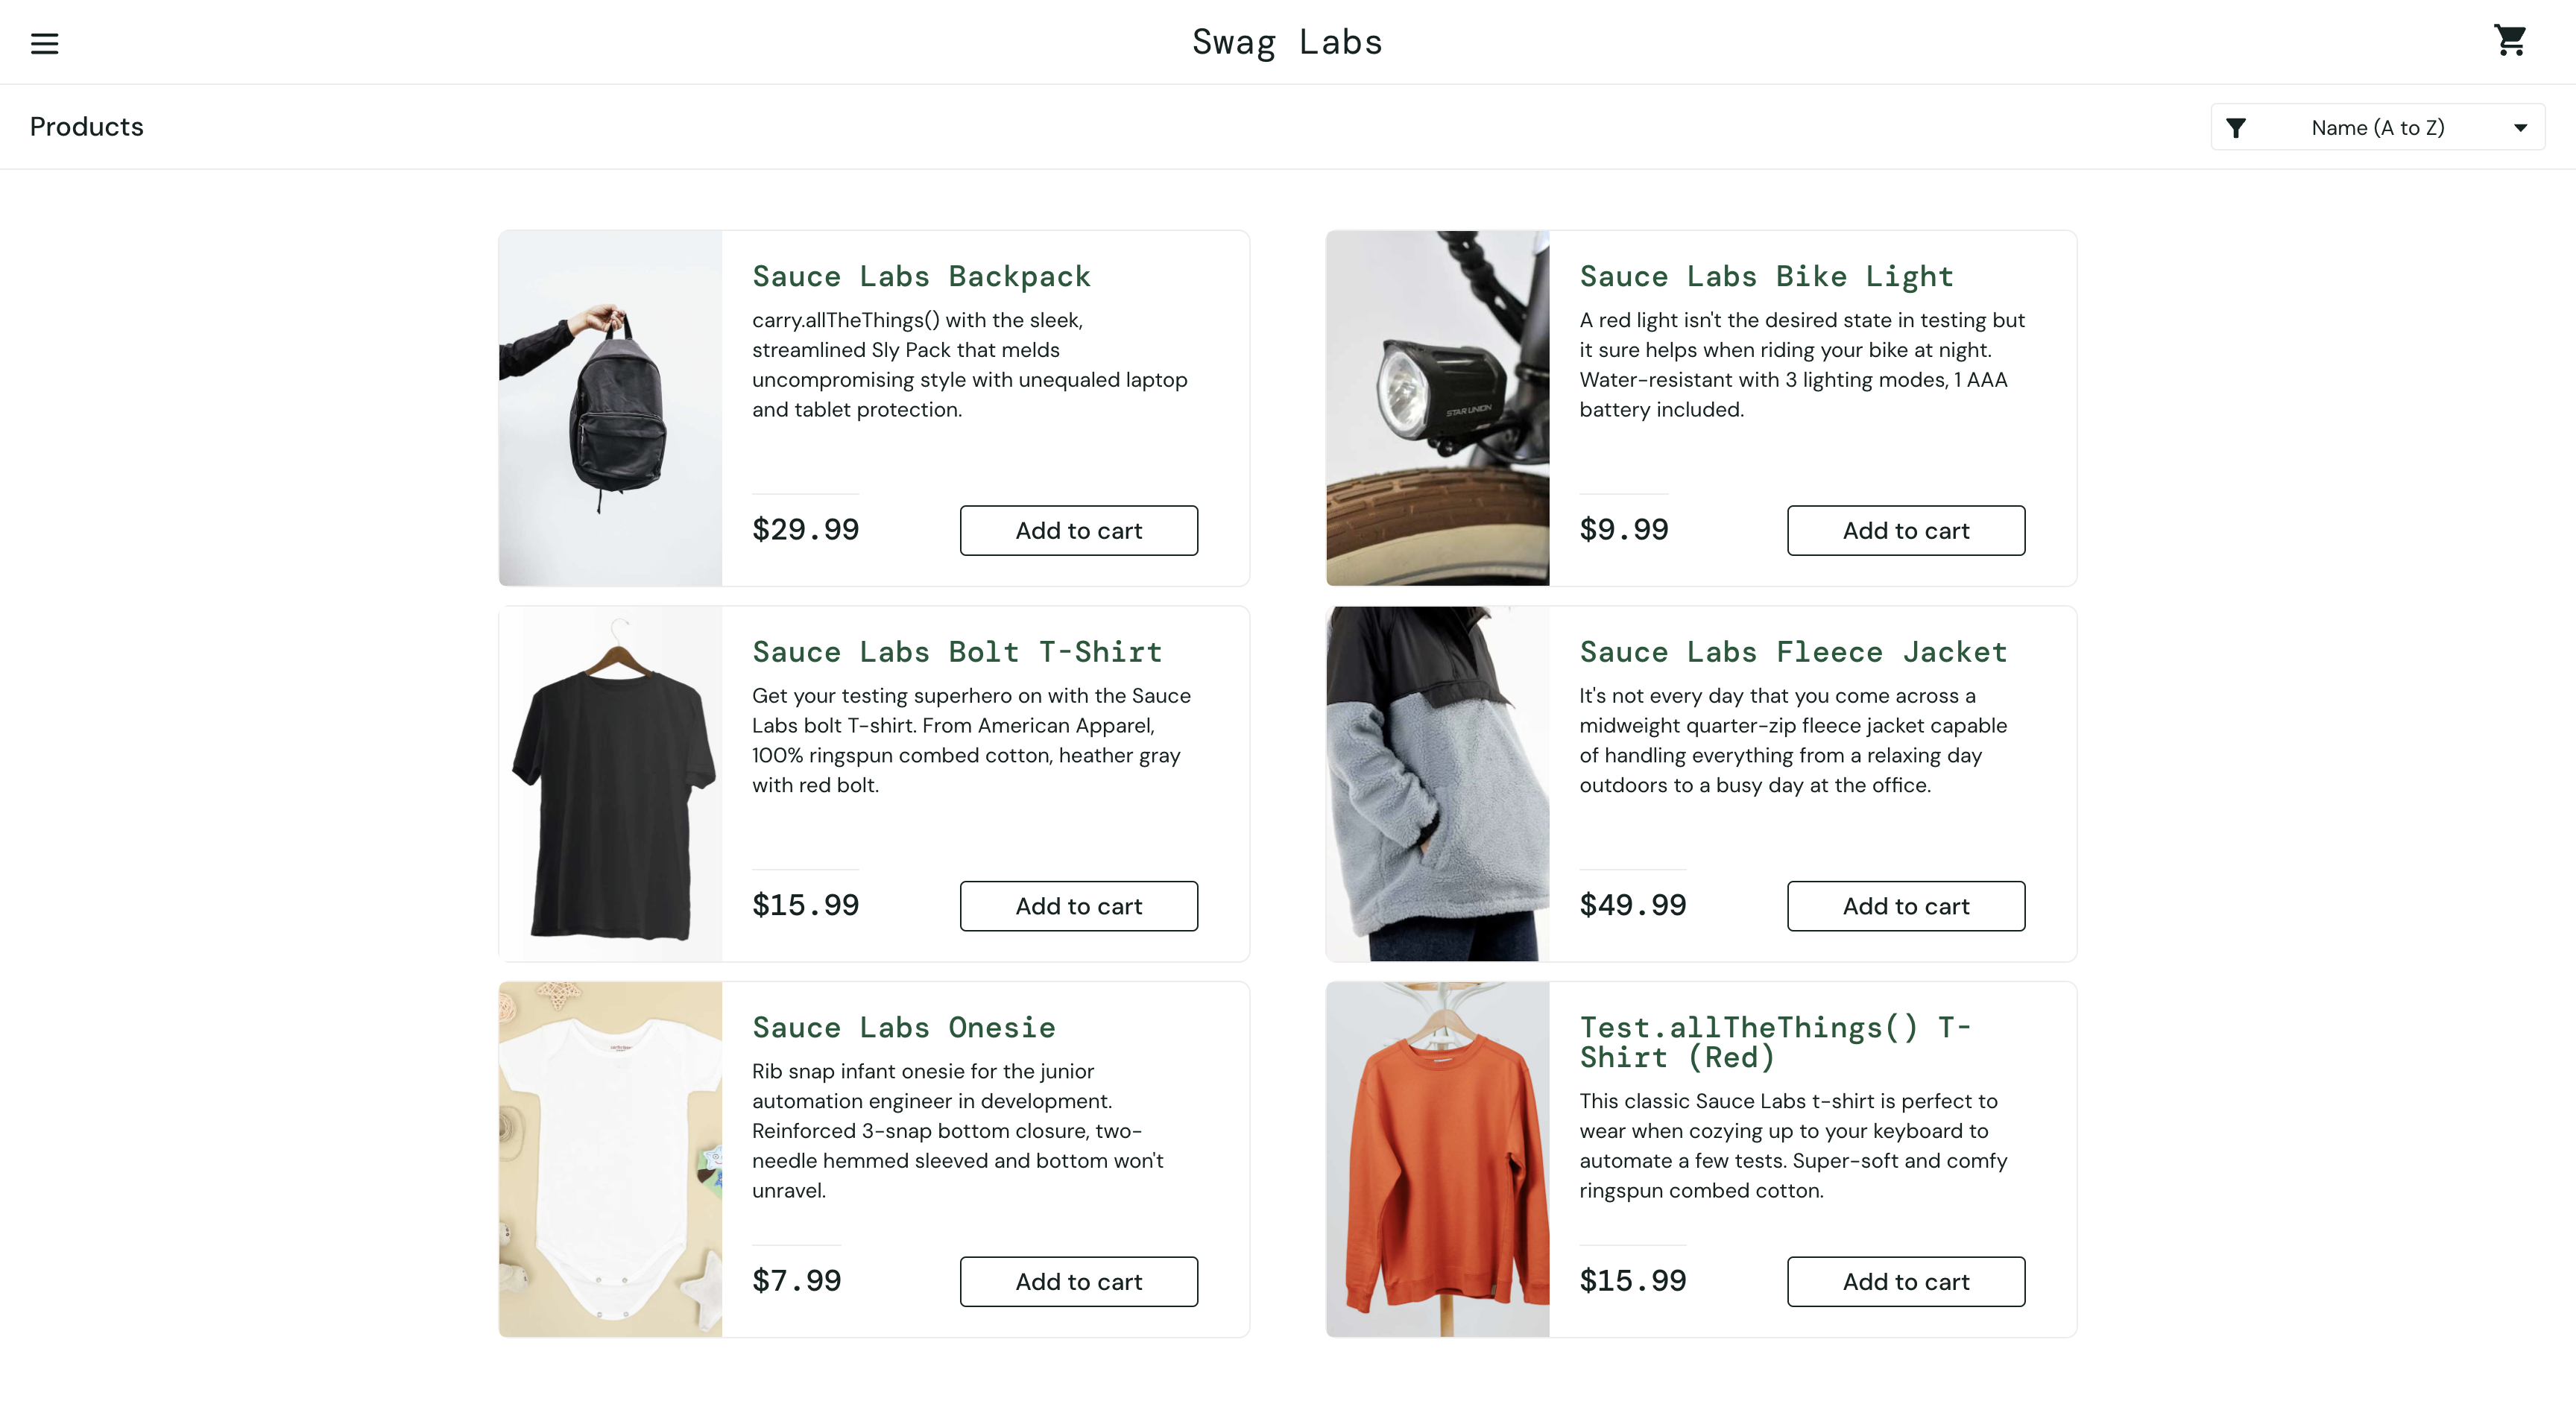 Swag Labs
Products
Name (A to Z)
Sauce Labs Backpack
carry.allTheThings() with the sleek,
streamlined Sly Pack that melds
uncompromising style with unequaled laptop
and tablet protection.
$29.99
Add to cart
Sauce Labs Bike Light
A red light isn't the desired state in testing but
it sure helps when riding your bike at night.
Water-resistant with 3 lighting modes, 1 AAA
battery included.
STAR UNION
$9.99
Add to cart
Sauce Labs Bolt T-Shirt
Get your testing superhero on with the Sauce
Labs bolt T-shirt. From American Apparel,
100% ringspun combed cotton, heather gray
with red bolt.
$15.99
Add to cart
Sauce Labs Fleece Jacket
It's not every day that you come across a
midweight quarter-zip fleece jacket capable
of handling everything from a relaxing day
outdoors to a busy day at the office.
$49.99
Add to cart
Sauce Labs Onesie
Rib snap infant onesie for the junior
automation engineer in development.
Reinforced 3-snap bottom closure, two-
needle hemmed sleeved and bottom won't
unravel.
$7.99
Add to cart
Test.allTheThings() T-
Shirt (Red)
This classic Sauce Labs t-shirt is perfect to
wear when cozying up to your keyboard to
automate a few tests. Super-soft and comfy
ringspun combed cotton.
$15.99
Add to cart